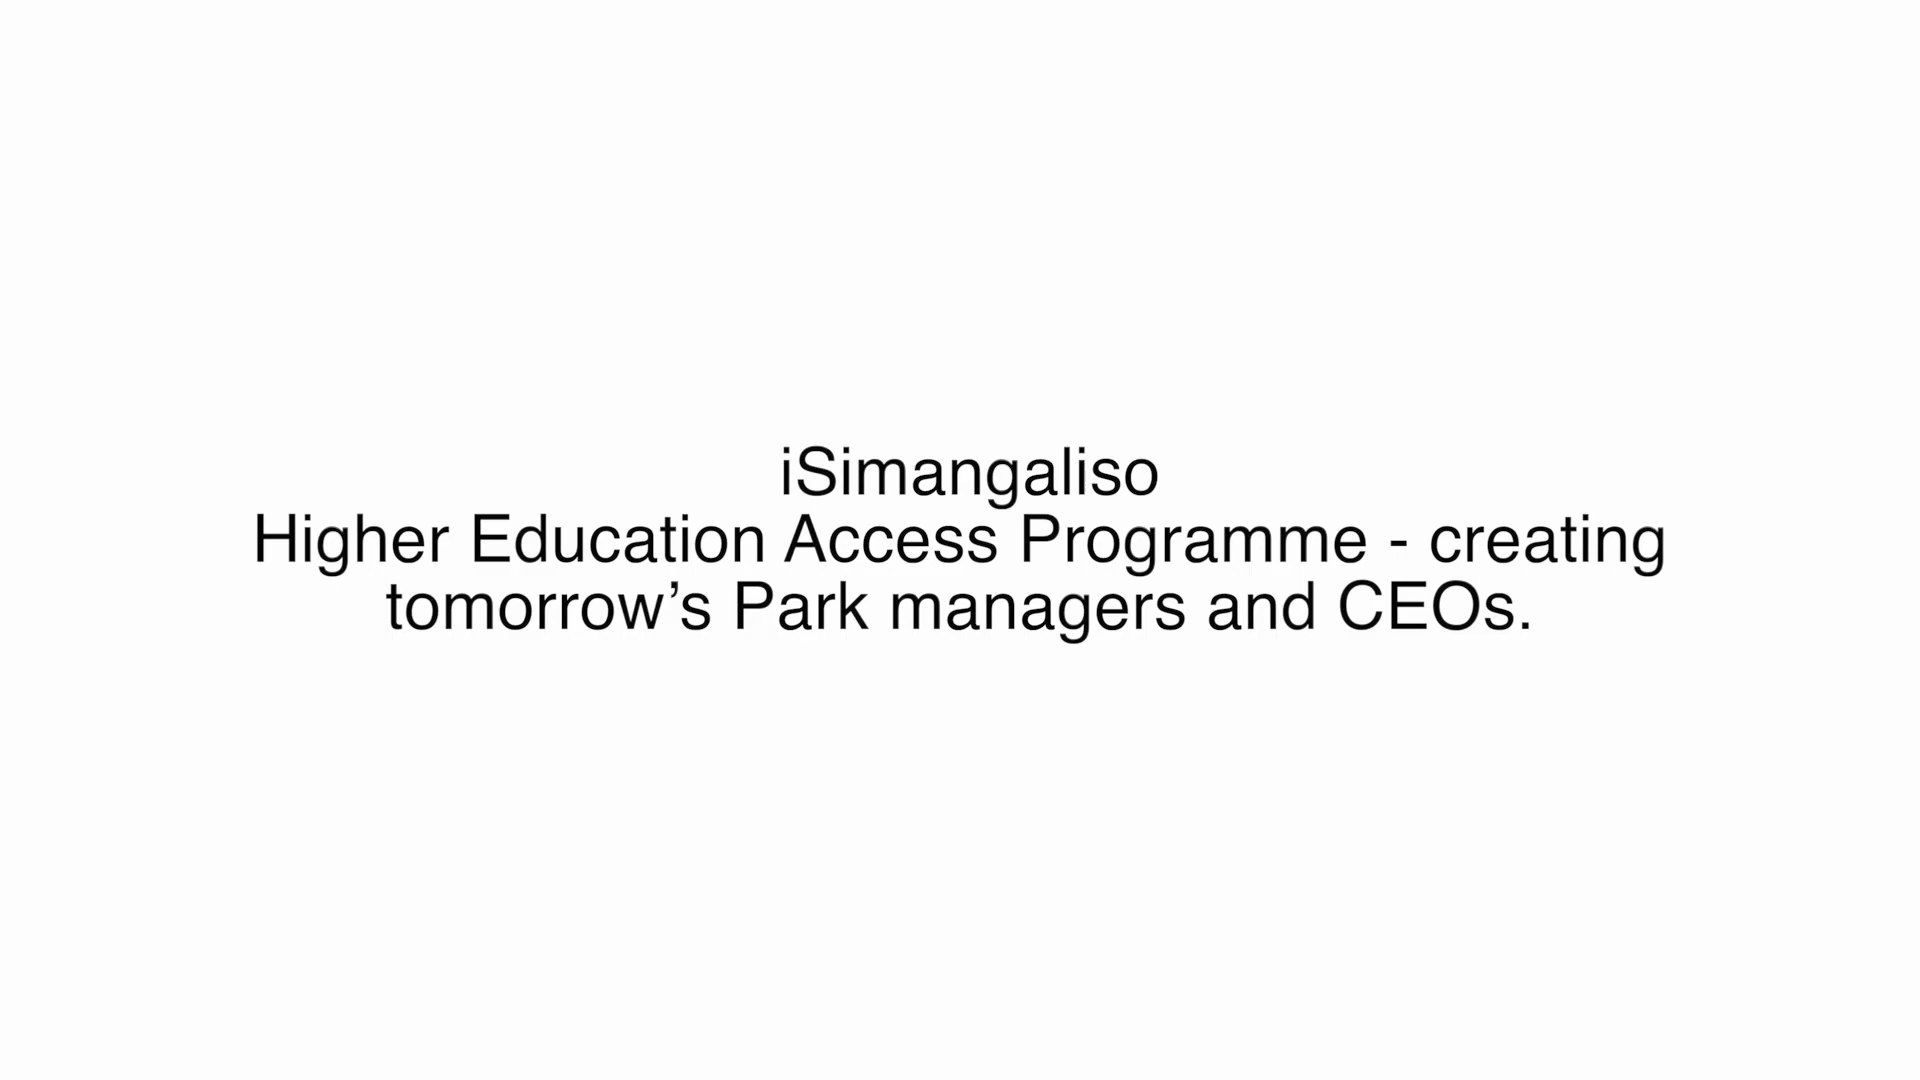 iSimangaliso
Higher Education Access Programme - creating
tomorrow’s Park managers and CEOs.